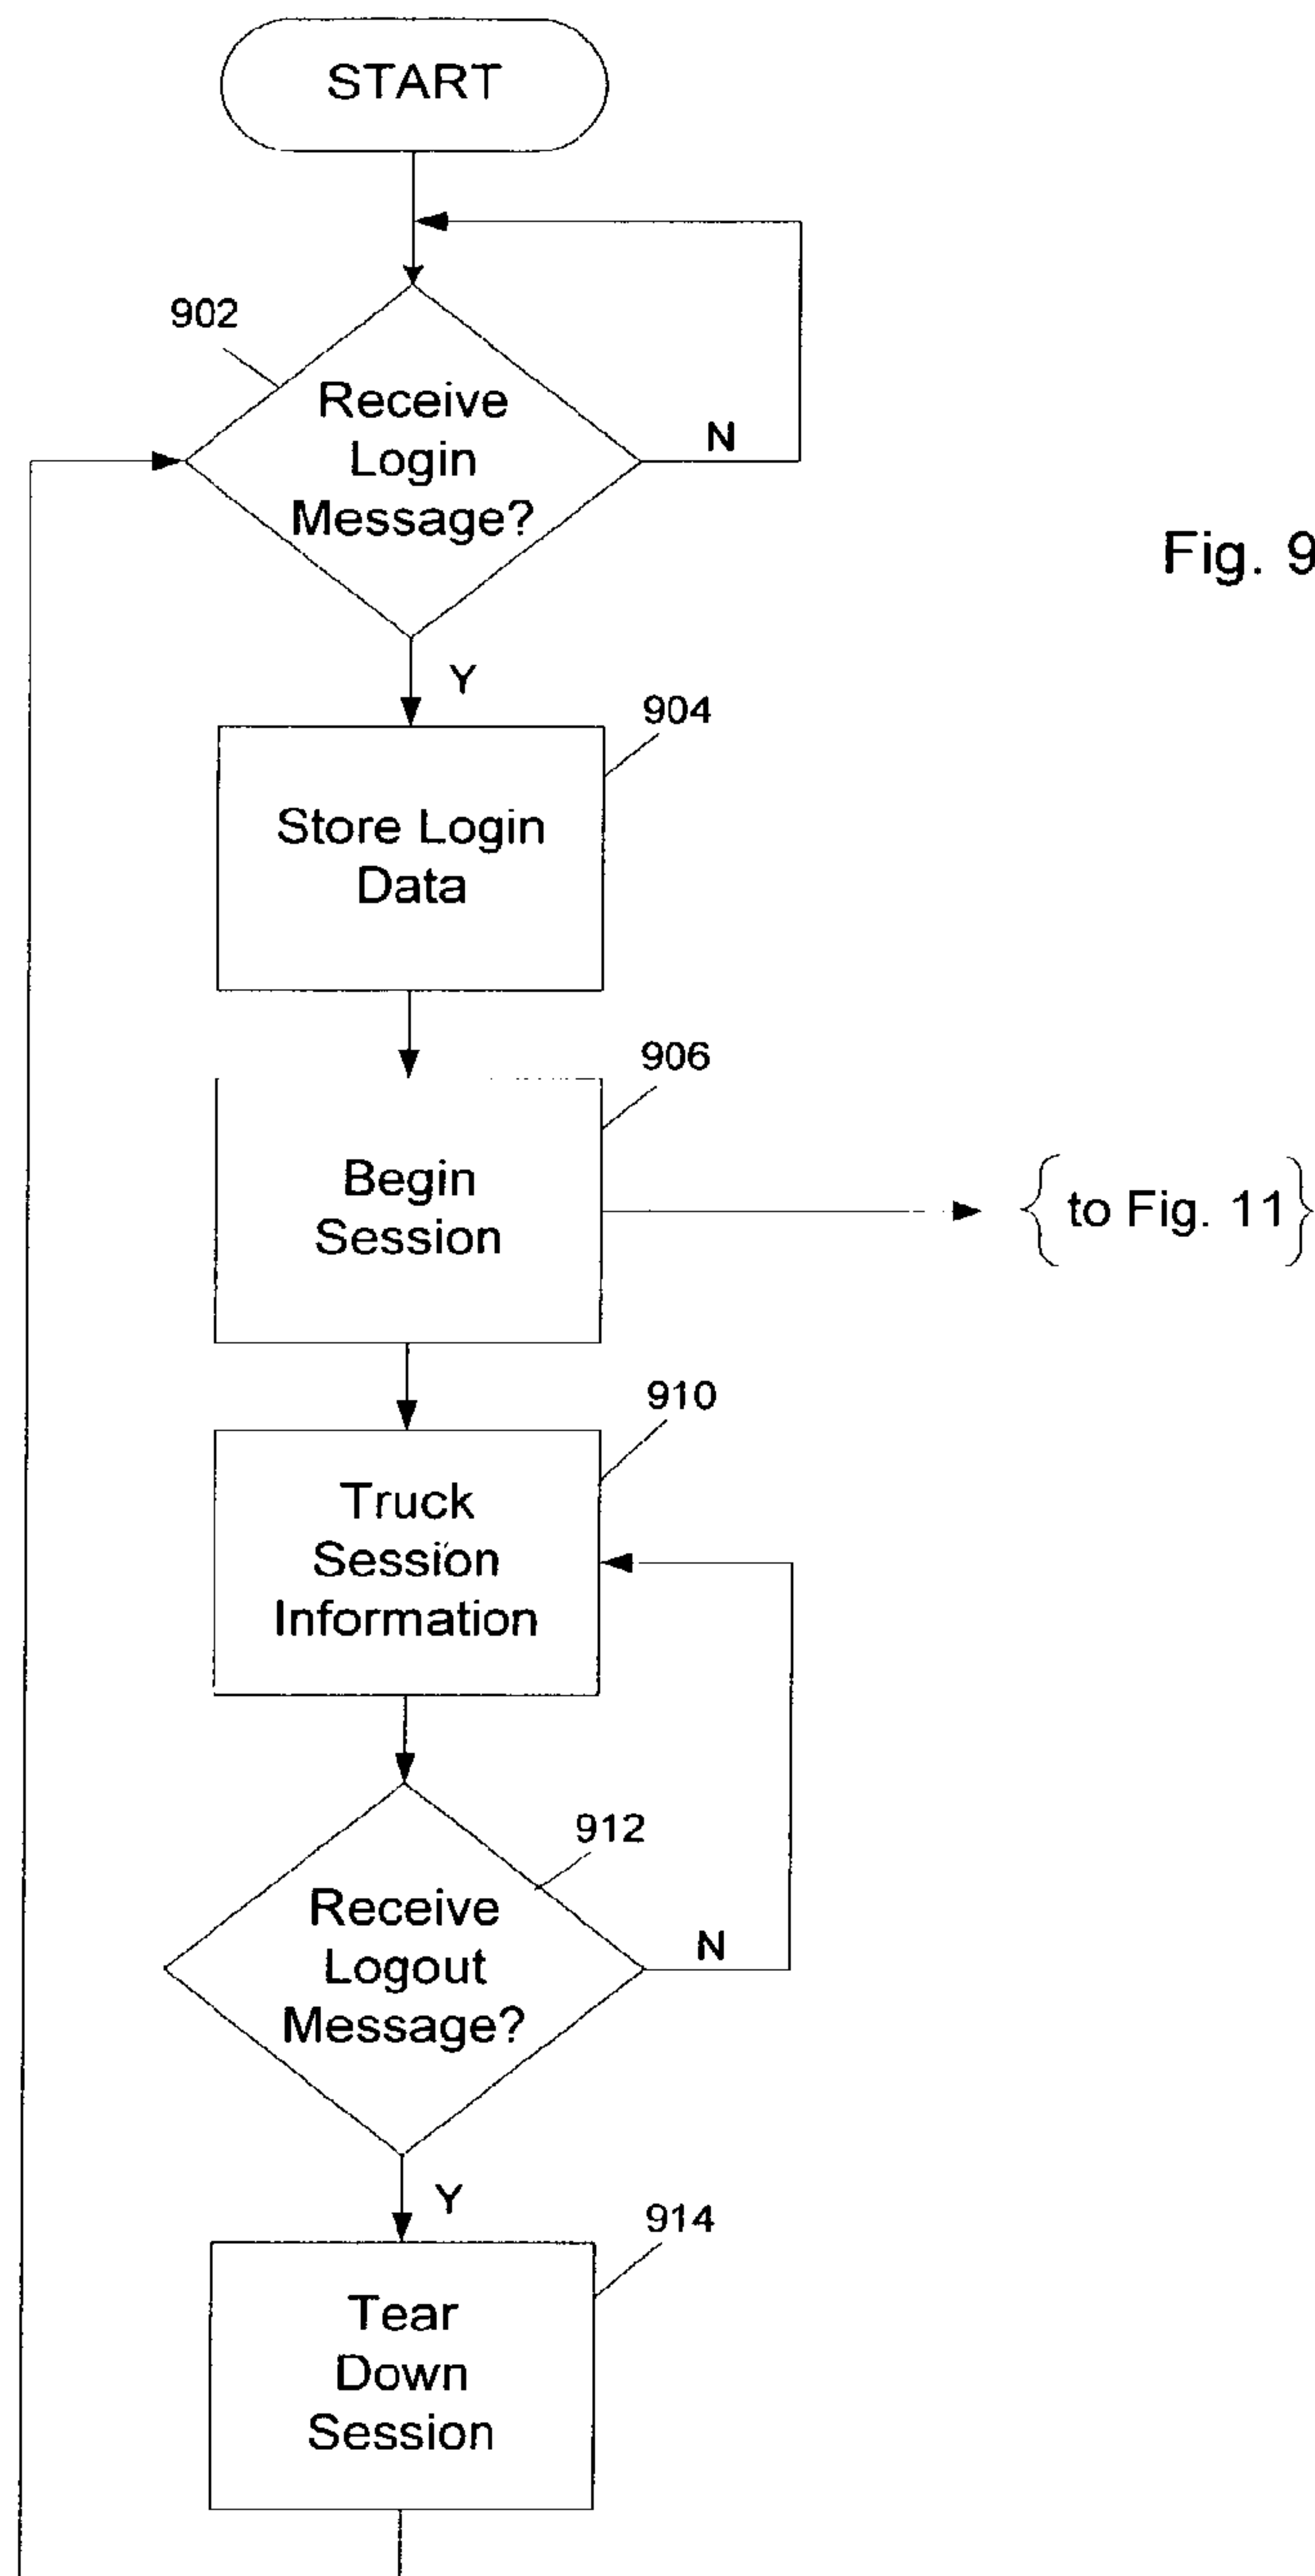 START
902
Receive
Login
Message?
N
Fig. 9
Y
904
Store Login
Data
906
Begin
Session
{to Fig. 11}
910
Truck
Session
Information
912
Receive
Logout
Message?
N
Y
914
Tear
Down
Session